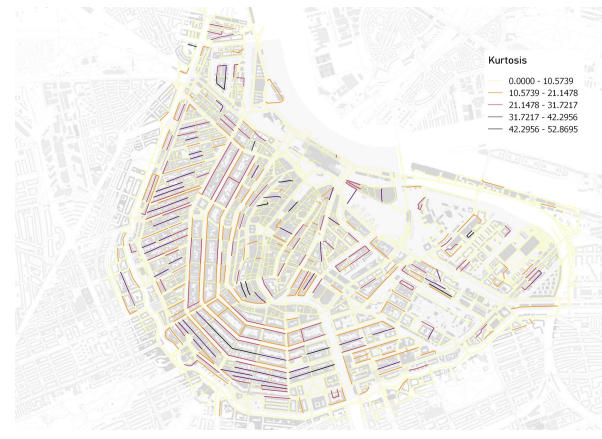 Kurtosis
0.0000 - 10.5739
10.5739 - 21.1478
21.1478 - 31.7217
31.7217 - 42.2956
42.2956 - 52.8695